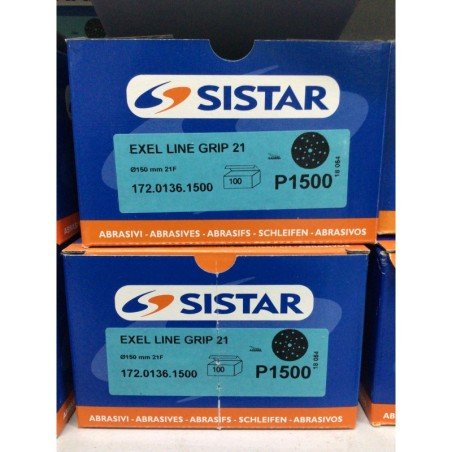 SISTAR
EXEL LINE GRIP 21
Ø150 mm 21F
172.0136.1500
100
P1500
18 064
ABRASIVI - ABRASIVES - ABRASIFS - SCHLEIFEN - ABRASIVOS
SISTAR
EXEL LINE GRIP 21
Ø150 mm 21F
172.0136.1500
100
P1500
18 064
ABRASIVI - ABRASIVES - ABRASIFS - SCHLEIFEN - ABRASIVOS